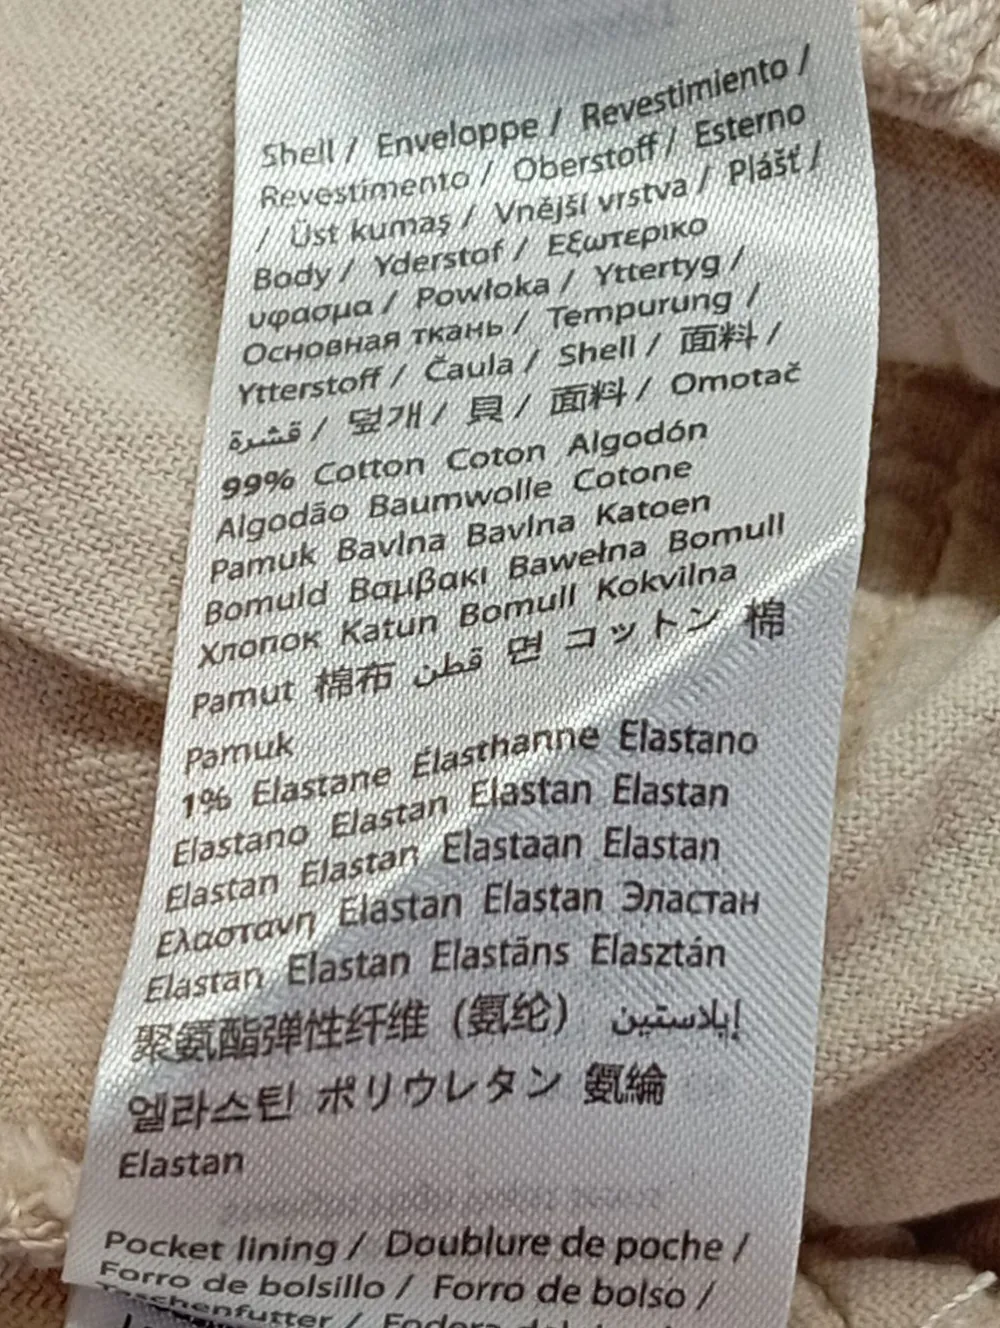 Shell / Enveloppe / Revestimiento /
Revestimento / Oberstoff / Esterno
/ Üst kumaş / Vnější vrstva / Plášť /
Body / Yderstof / Εξωτερικο
υφασμα / Powłoka / Yttertyg /
Основная ткань / Tempurung /
Ytterstoff / Čaula / Shell / 面料 /
قشرة / 덮개 / 貝 / 面料 / Omotač
99% Cotton Coton Algodón
Algodão Baumwolle Cotone
Pamuk Bavlna Bavlna Katoen
Bomuld Βαμβακι Bawełna Bomull
Хлопок Katun Bomull Kokvilna
Pamut 棉布 قطن 면 コットン 棉
Pamuk
1% Elastane Élasthanne Elastano
Elastano Elastan Elastan Elastan
Elastan Elastan Elastaan Elastan
Ελαστανη Elastan Elastan Эластан
Elastan Elastan Elastāns Elasztán
聚氨酯弹性纤维（氨纶） إيلاستين
엘라스틴 ポリウレタン 氨綸
Elastan
Pocket lining / Doublure de poche /
Forro de bolsillo / Forro de bolso /
Taschenfutter /